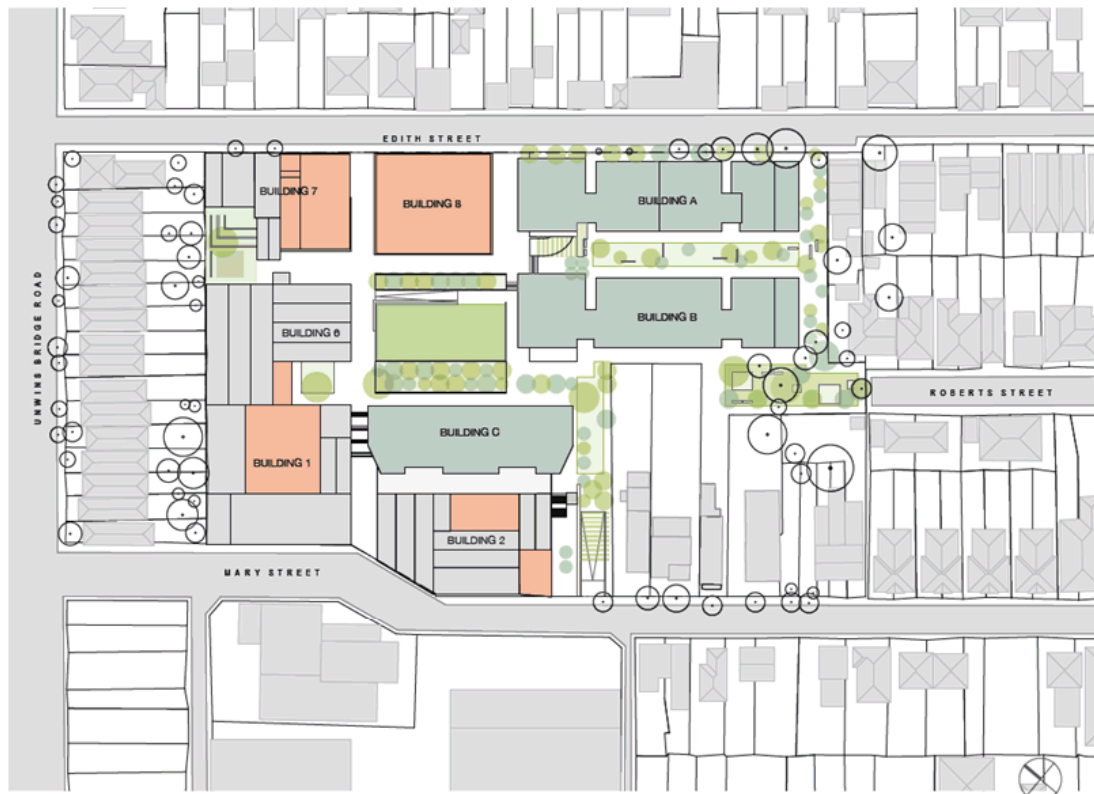 EDITH STREET
BUILDING 7
BUILDING 8
BUILDING A
UNWINS BRIDGE ROAD
BUILDING 6
BUILDING B
ROBERTS STREET
BUILDING C
BUILDING 1
BUILDING 2
MARY STREET